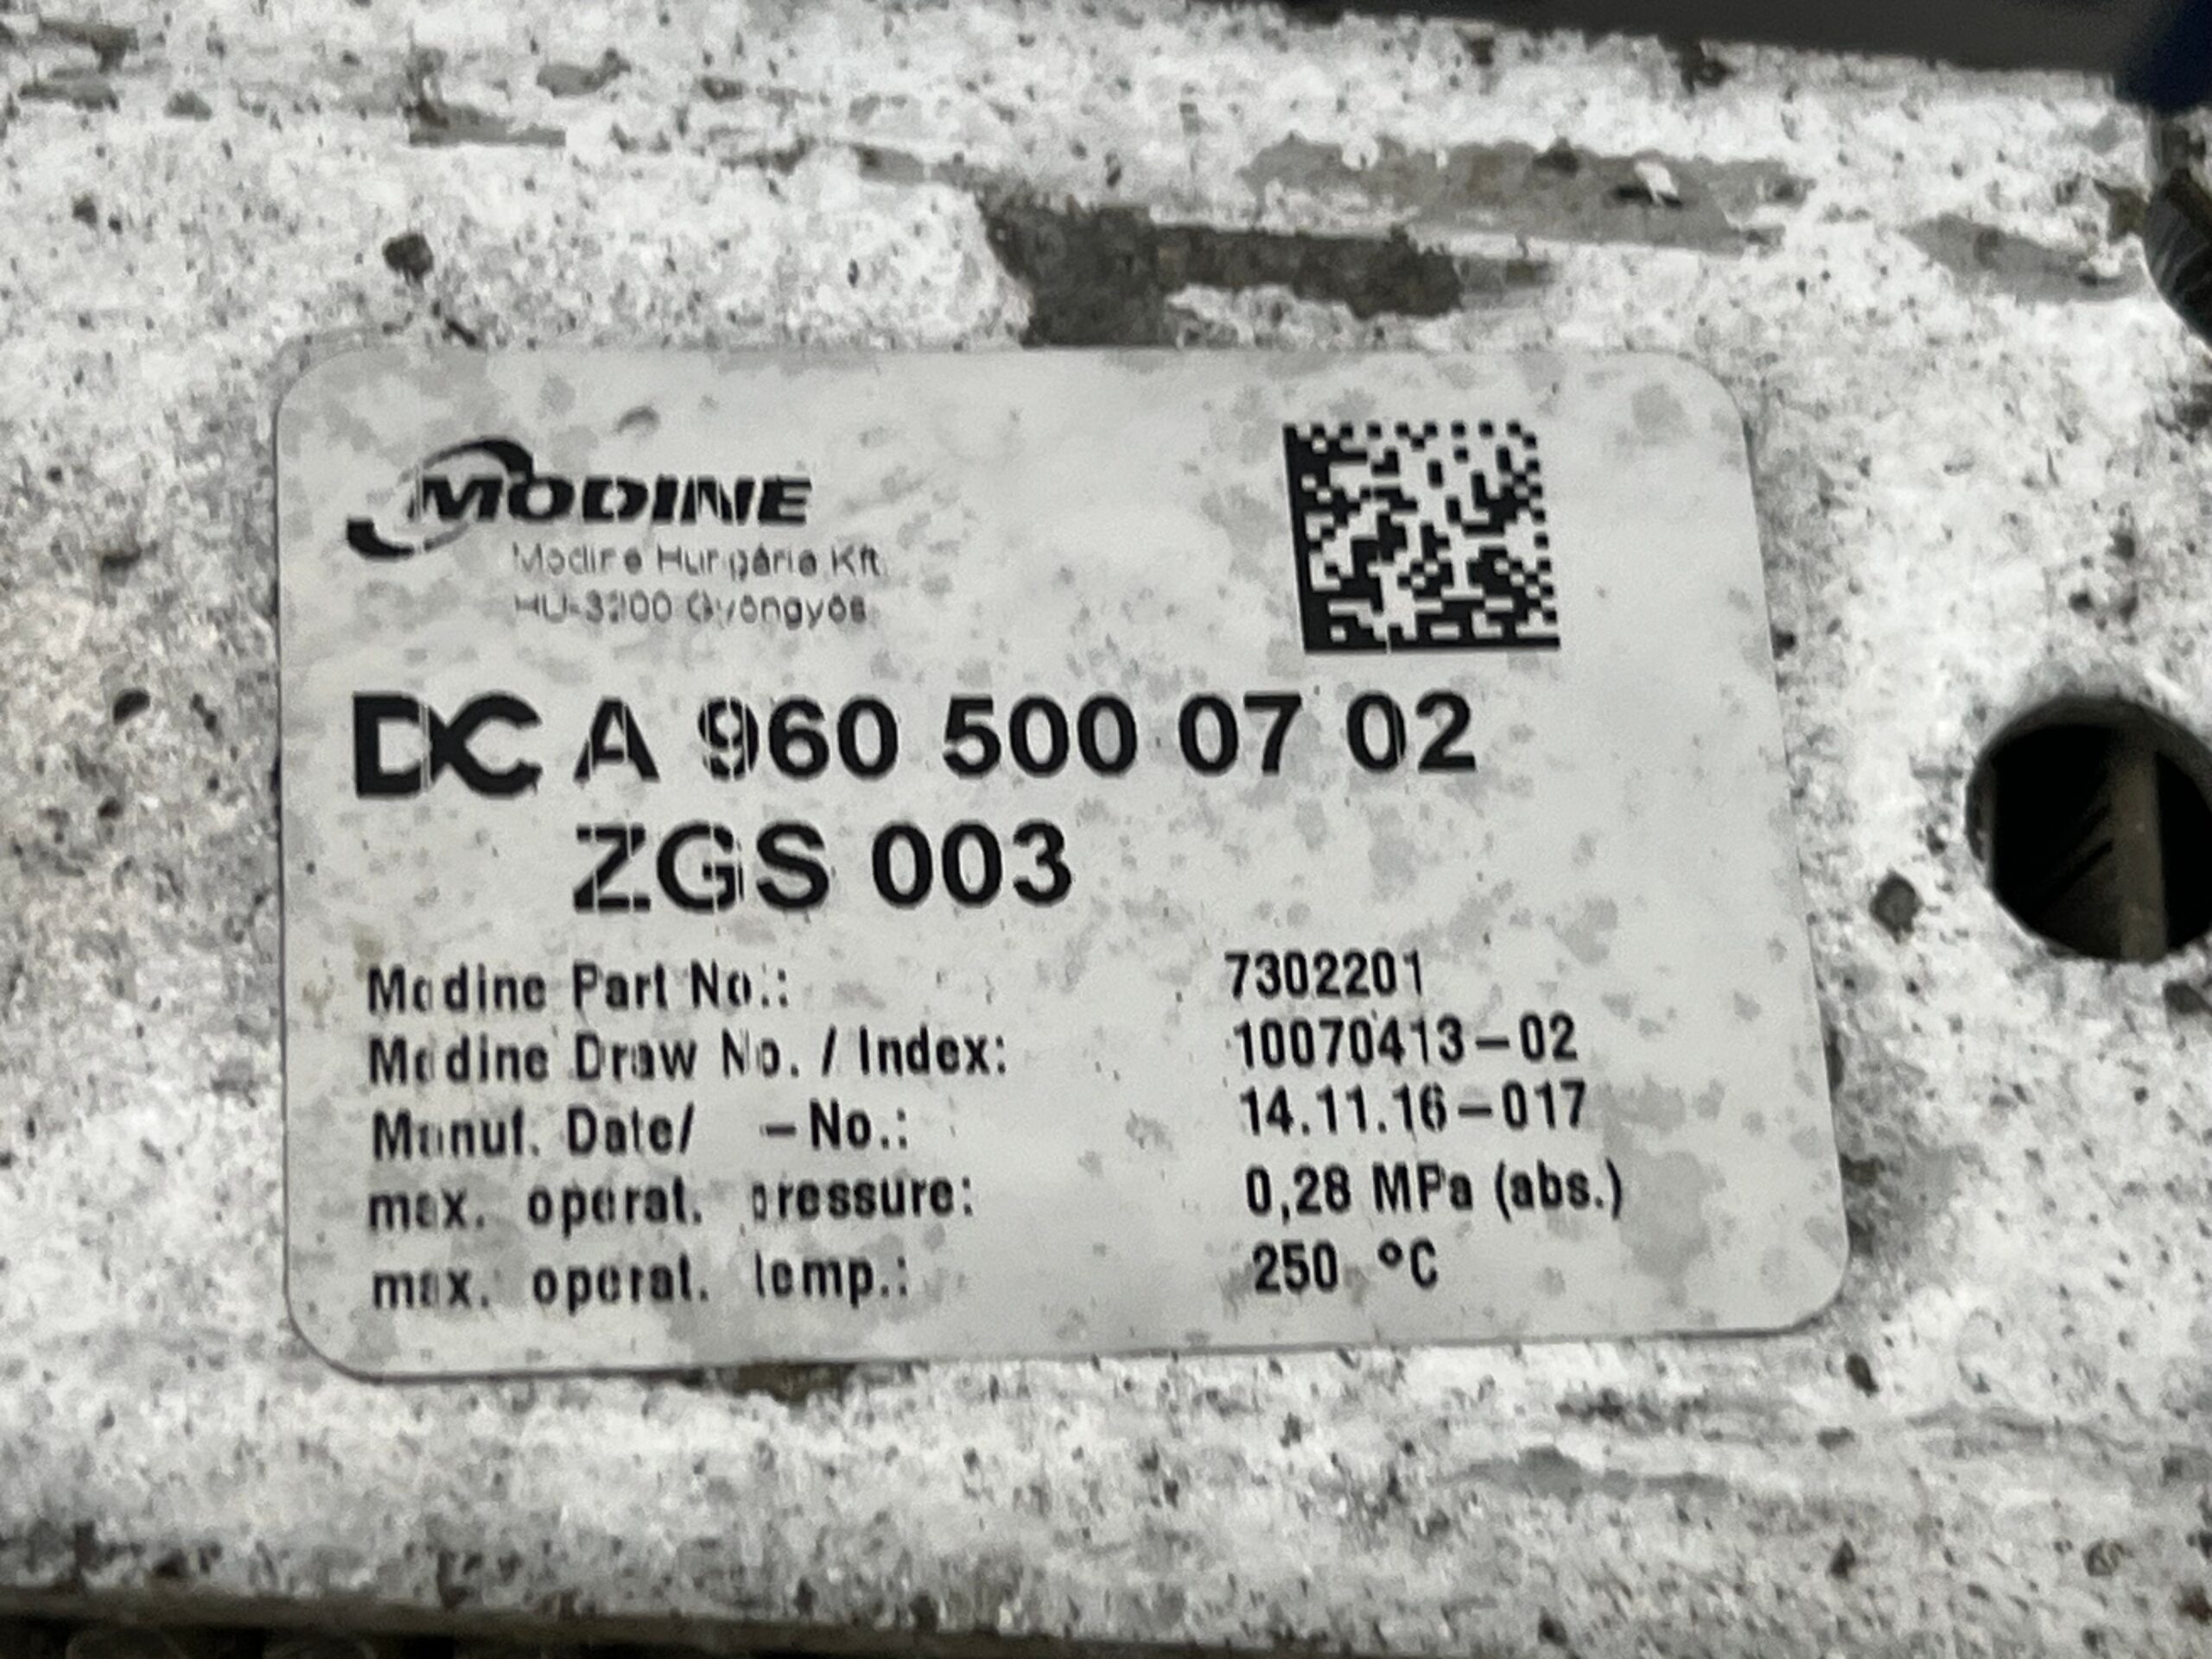 MODINE
Modine Hungária Kft.
HU-3200 Gyöngyös
DC A 960 500 07 02
ZGS 003
Modine Part No.: 7302201
Modine Draw No. / Index: 10070413-02
Manuf. Date/ -No.: 14.11.16-017
max. operat. pressure: 0,28 MPa (abs.)
max. operat. temp.: 250 °C